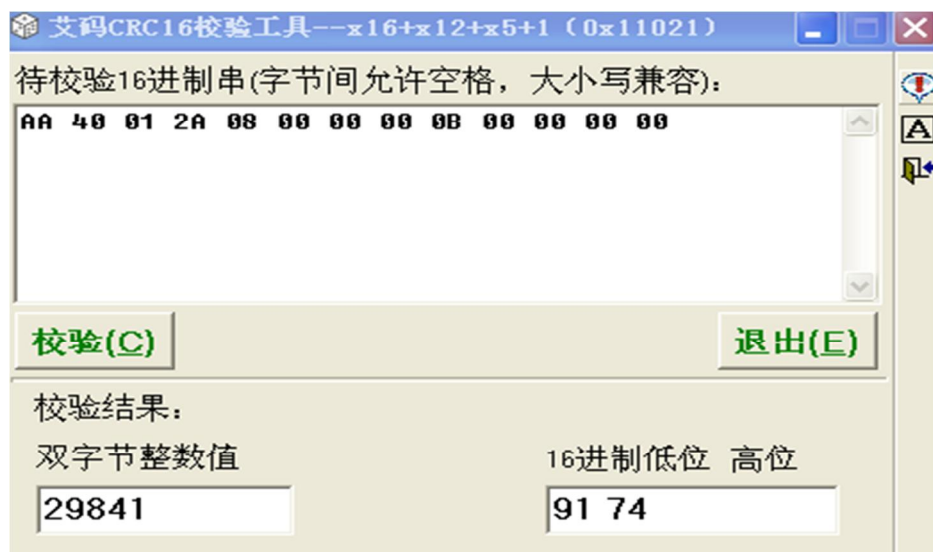 艾码CRC16校验工具--x16+x12+x5+1（0x11021）
待校验16进制串(字节间允许空格，大小写兼容)：
AA 40 01 2A 08 00 00 00 0B 00 00 00 00
A
校验(C)
退出(E)
校验结果：
双字节整数值
16进制低位 高位
29841
91 74